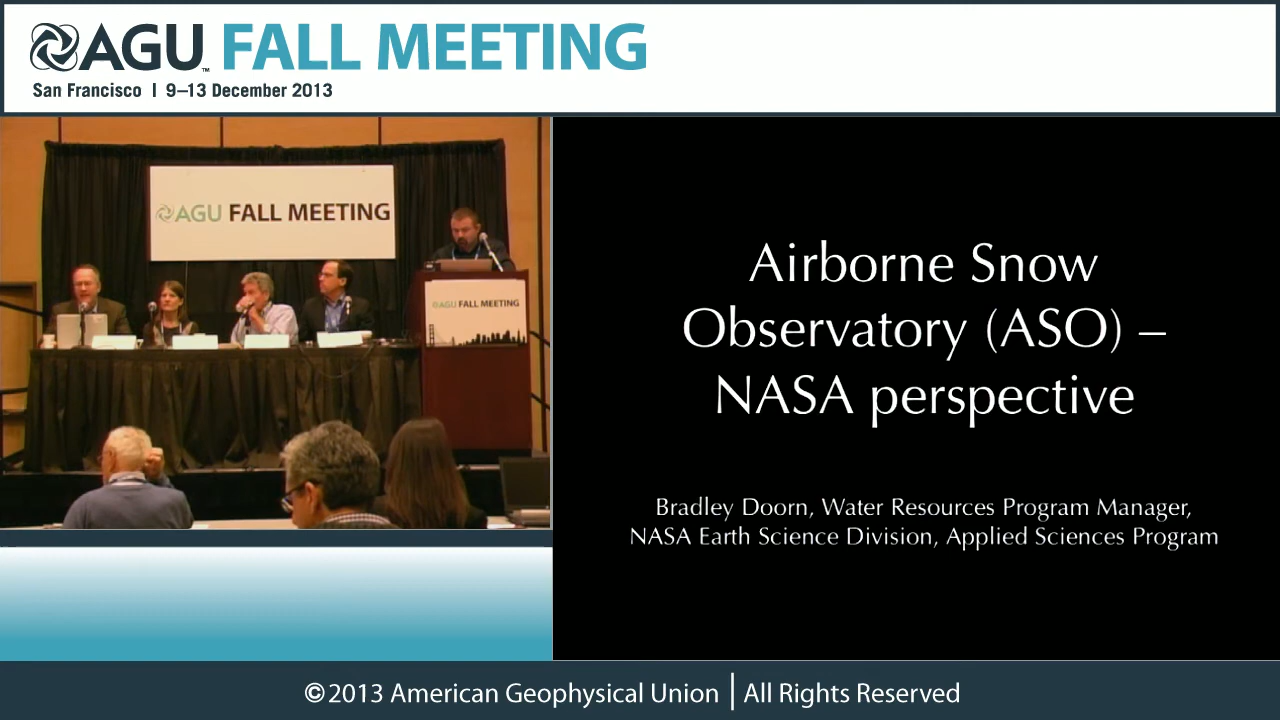 AGU™ FALL MEETING
San Francisco | 9–13 December 2013
AGU FALL MEETING
AGU FALL MEETING
Airborne Snow
Observatory (ASO) –
NASA perspective
Bradley Doorn, Water Resources Program Manager,
NASA Earth Science Division, Applied Sciences Program
©2013 American Geophysical Union | All Rights Reserved